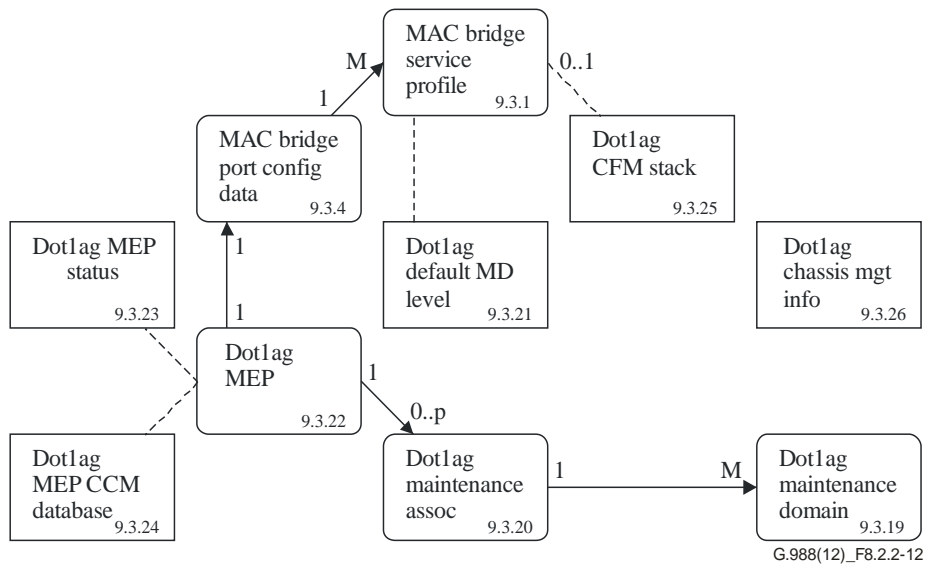 MAC bridge
service
profile
9.3.1
M
0..1
1
MAC bridge
port config
data
9.3.4
Dot1ag
CFM stack
9.3.25
Dot1ag MEP
status
9.3.23
1
Dot1ag
default MD
level
9.3.21
Dot1ag
chassis mgt
info
9.3.26
1
Dot1ag
MEP
9.3.22
1
0..p
Dot1ag
MEP CCM
database
9.3.24
Dot1ag
maintenance
assoc
9.3.20
1
M
Dot1ag
maintenance
domain
9.3.19
G.988(12)_F8.2.2-12